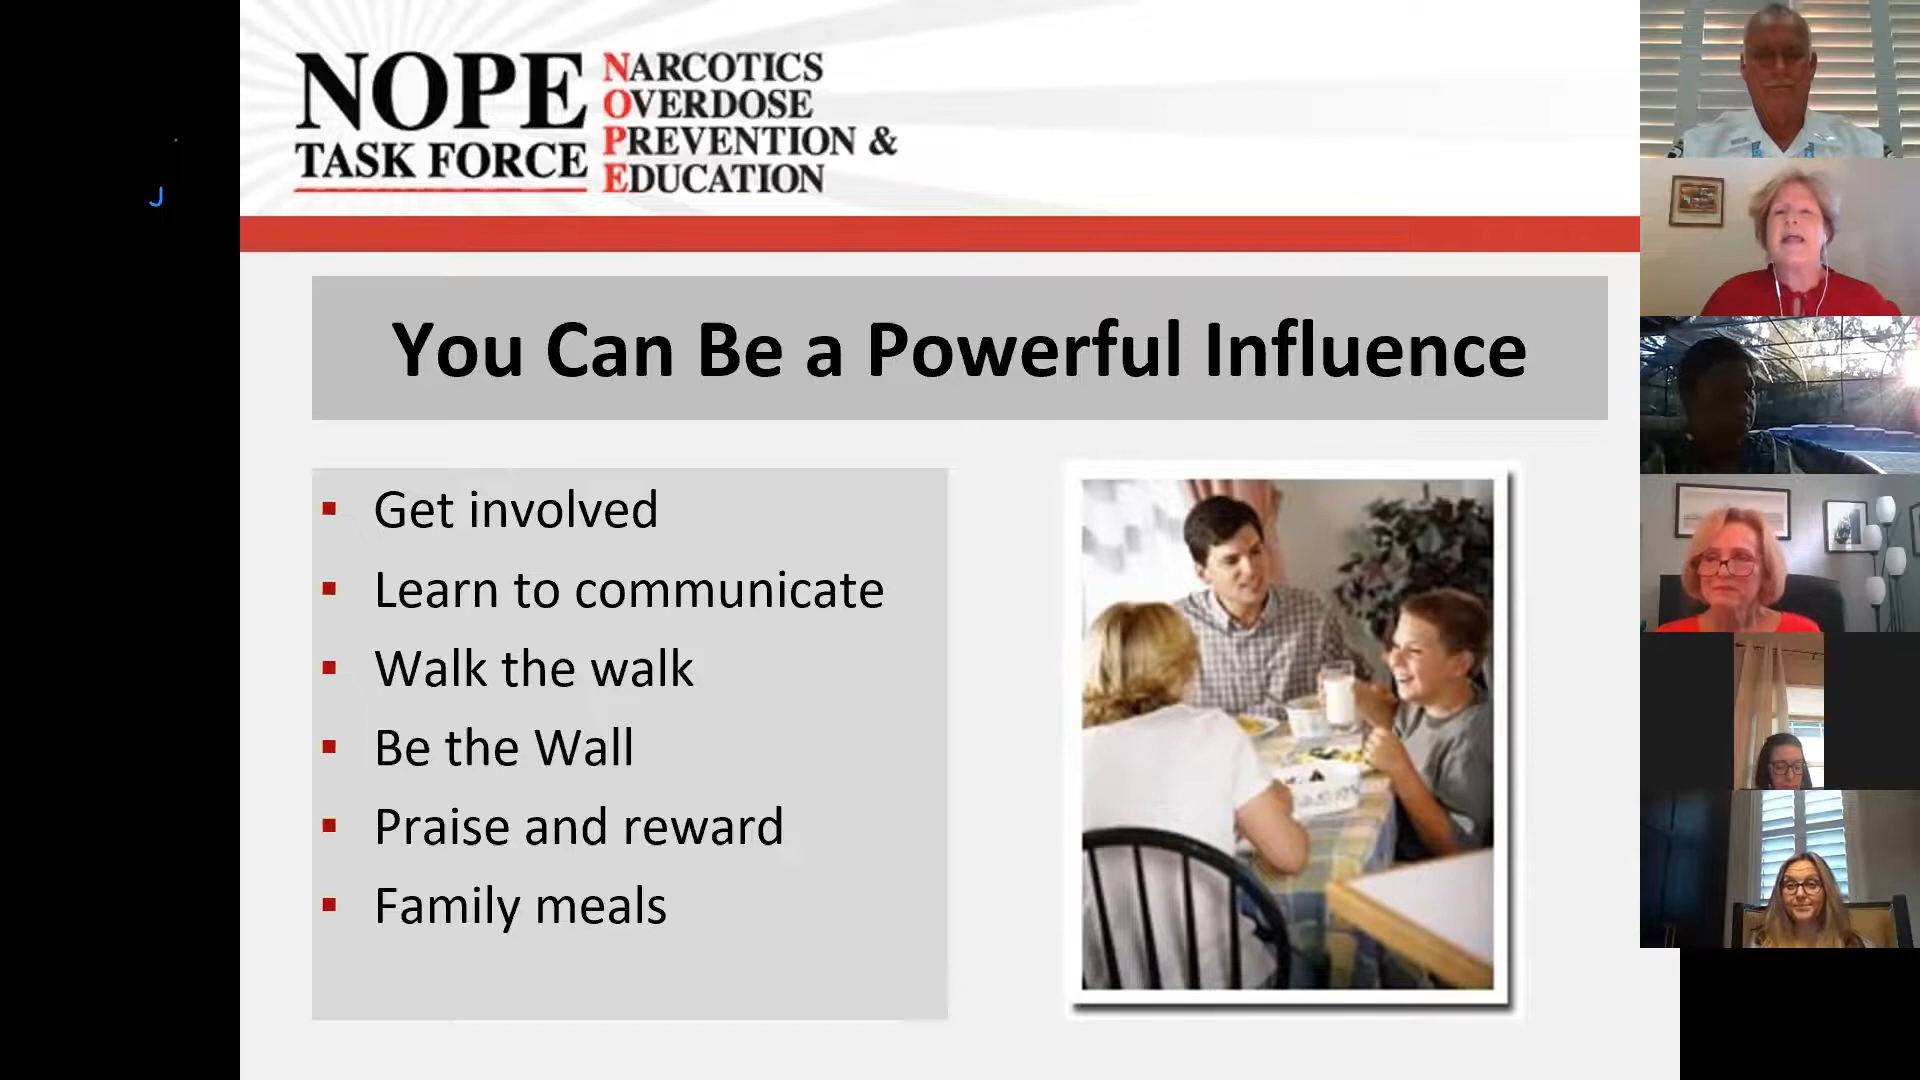 NOPE
TASK FORCE
NARCOTICS
OVERDOSE
PREVENTION &
EDUCATION
J
You Can Be a Powerful Influence
▪ Get involved
▪ Learn to communicate
▪ Walk the walk
▪ Be the Wall
▪ Praise and reward
▪ Family meals